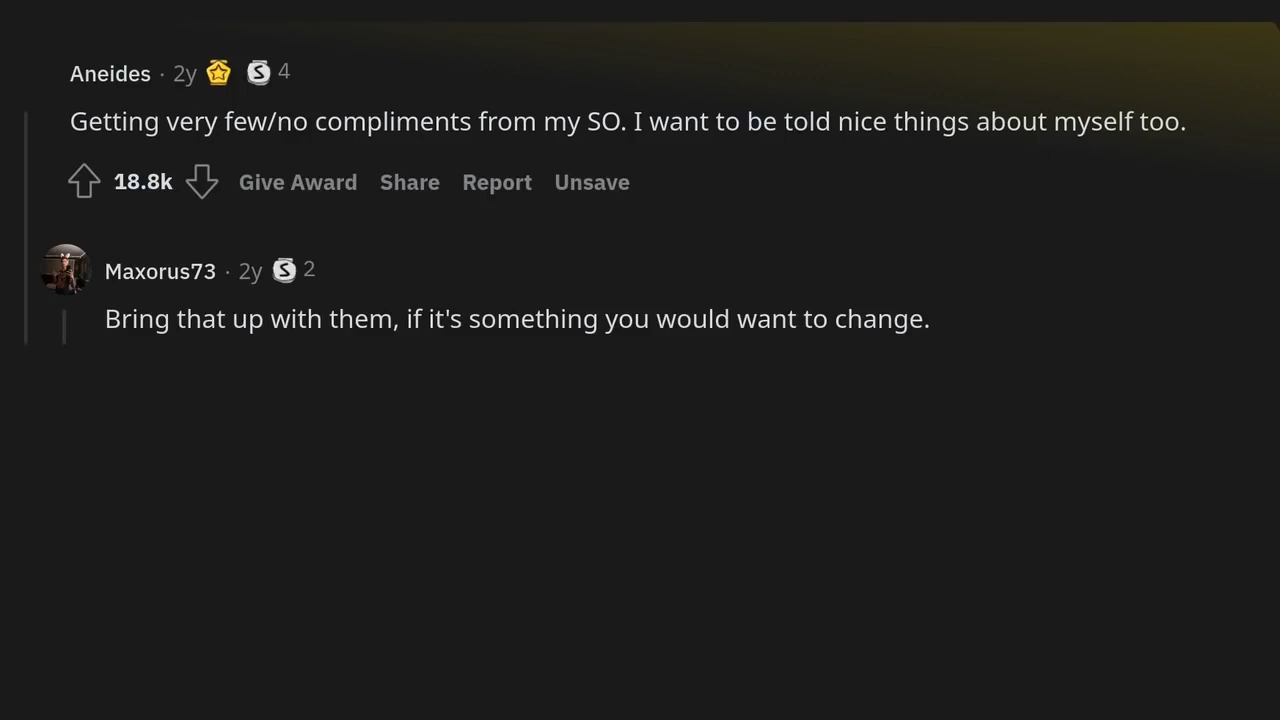 Aneides · 2y S 4
Getting very few/no compliments from my SO. I want to be told nice things about myself too.
18.8k Give Award Share Report Unsave
Maxorus73 · 2y S 2
Bring that up with them, if it's something you would want to change.